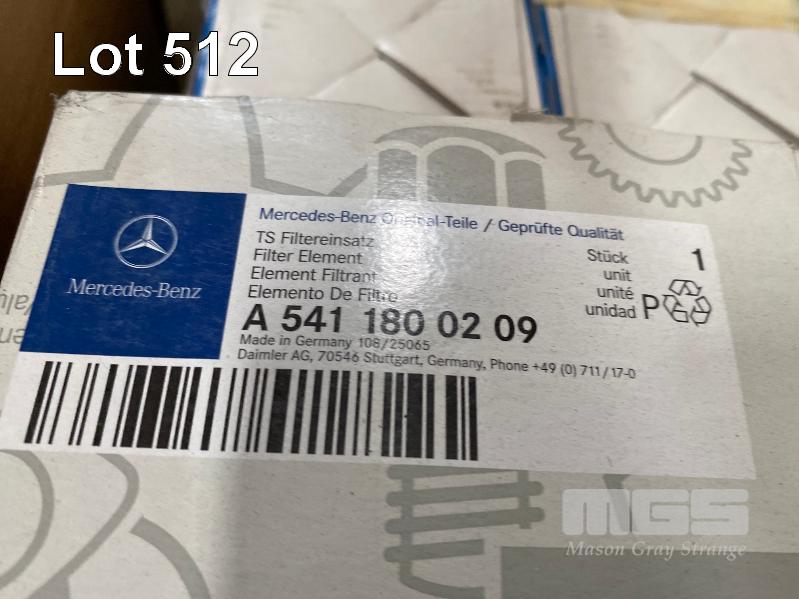 Lot 512
Mercedes-Benz
Mercedes-Benz Original-Teile / Geprüfte Qualität
TS Filtereinsatz
Filter Element
Element Filtrant
Elemento De Filtro
Stück 1
unit
unité
unidad P
A 541 180 02 09
Made in Germany 108/25065
Daimler AG, 70546 Stuttgart, Germany, Phone +49 (0) 711/17-0
MGS
Mason Gray Strange